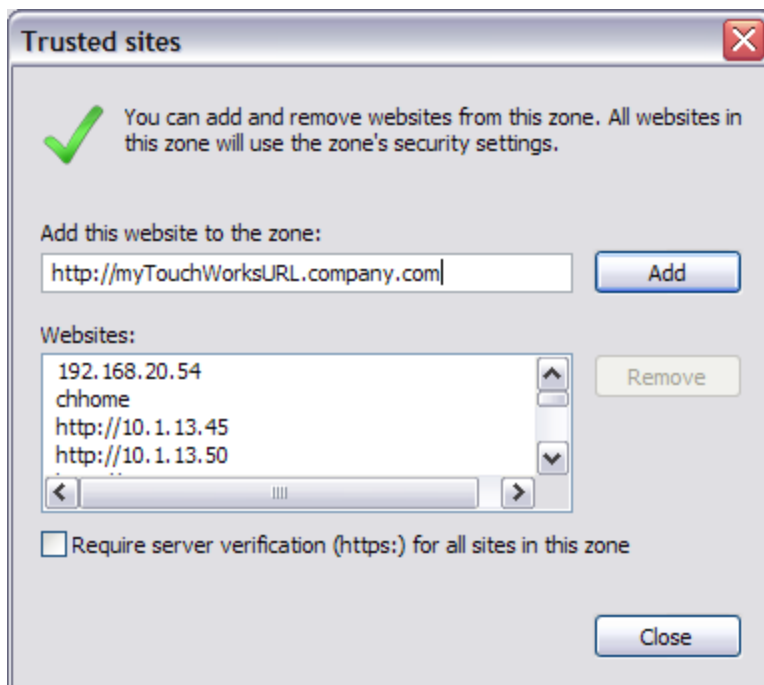 Trusted sites
You can add and remove websites from this zone. All websites in
this zone will use the zone's security settings.
Add this website to the zone:
http://myTouchWorksURL.company.com
Add
Websites:
192.168.20.54
chhome
http://10.1.13.45
http://10.1.13.50
Remove
Require server verification (https:) for all sites in this zone
Close